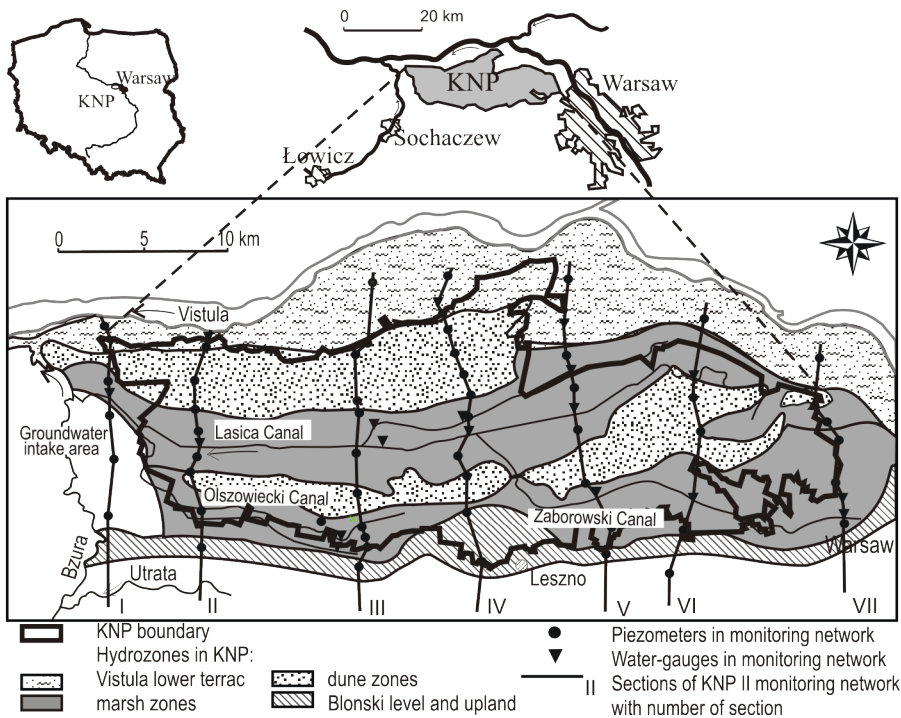 0 20 km
Warsaw
KNP
KNP
Warsaw
Sochaczew
Łowicz
0 5 10 km
Vistula
Lasica Canal
Groundwater
intake area
Olszowiecki Canal
Zaborowski Canal
Warsaw
Bzura
Utrata
Leszno
I II III IV V VI VII
KNP boundary
Hydrozones in KNP:
Vistula lower terrac
marsh zones
dune zones
Blonski level and upland
Piezometers in monitoring network
Water-gauges in monitoring network
II Sections of KNP II monitoring network
with number of section